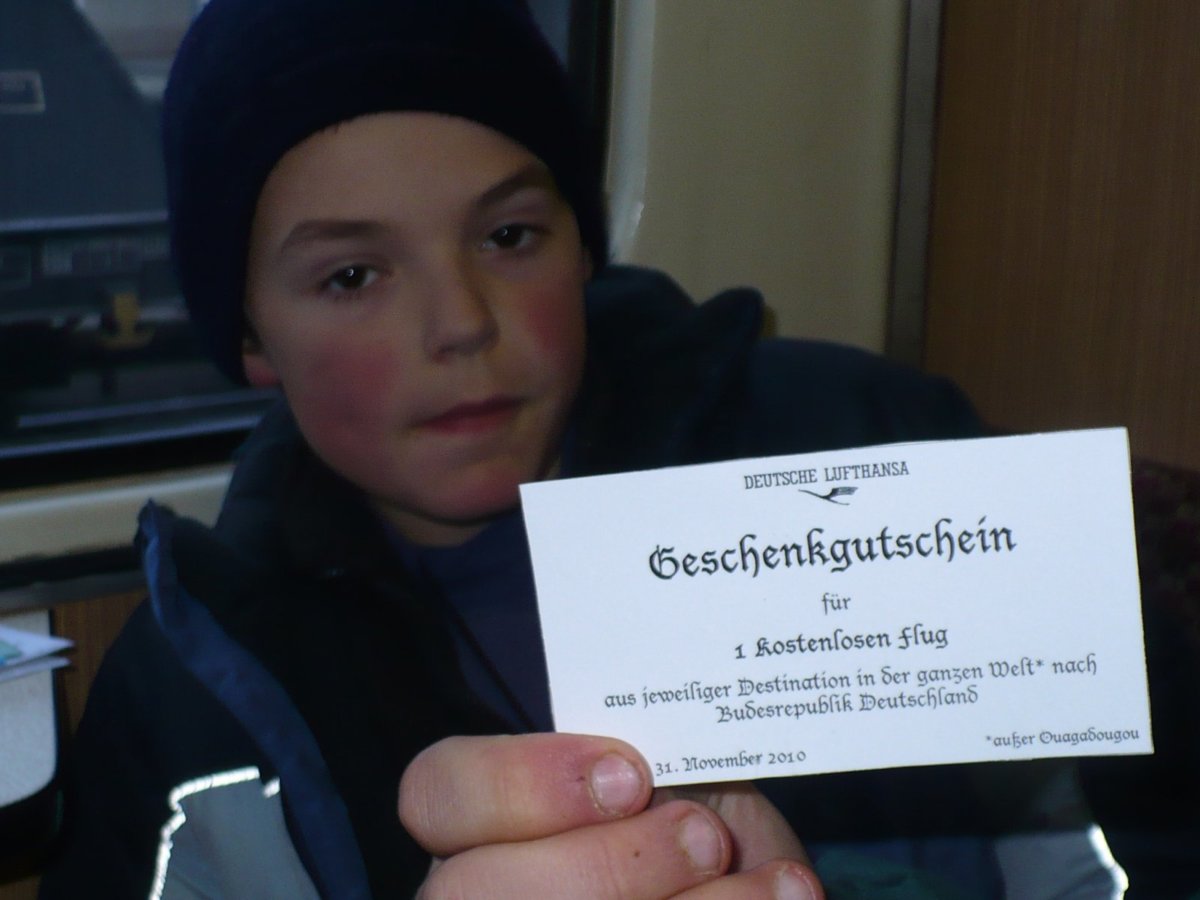 DEUTSCHE LUFTHANSA
Geschenkgutschein
für
1 kostenlosen Flug
aus jeweiliger Destination in der ganzen Welt* nach
Budesrepublik Deutschland
*außer Ouagadougou
31. November 2010